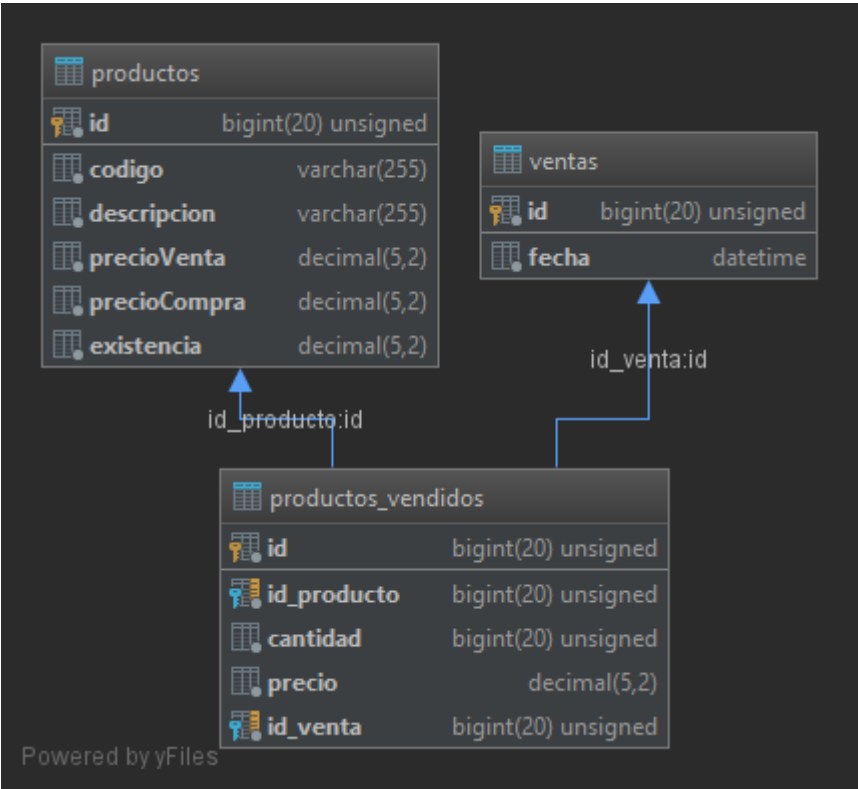 productos
id bigint(20) unsigned
codigo varchar(255)
descripcion varchar(255)
precioVenta decimal(5,2)
precioCompra decimal(5,2)
existencia decimal(5,2)
ventas
id bigint(20) unsigned
fecha datetime
id_venta:id
id_producto:id
productos_vendidos
id bigint(20) unsigned
id_producto bigint(20) unsigned
cantidad bigint(20) unsigned
precio decimal(5,2)
id_venta bigint(20) unsigned
Powered by yFiles